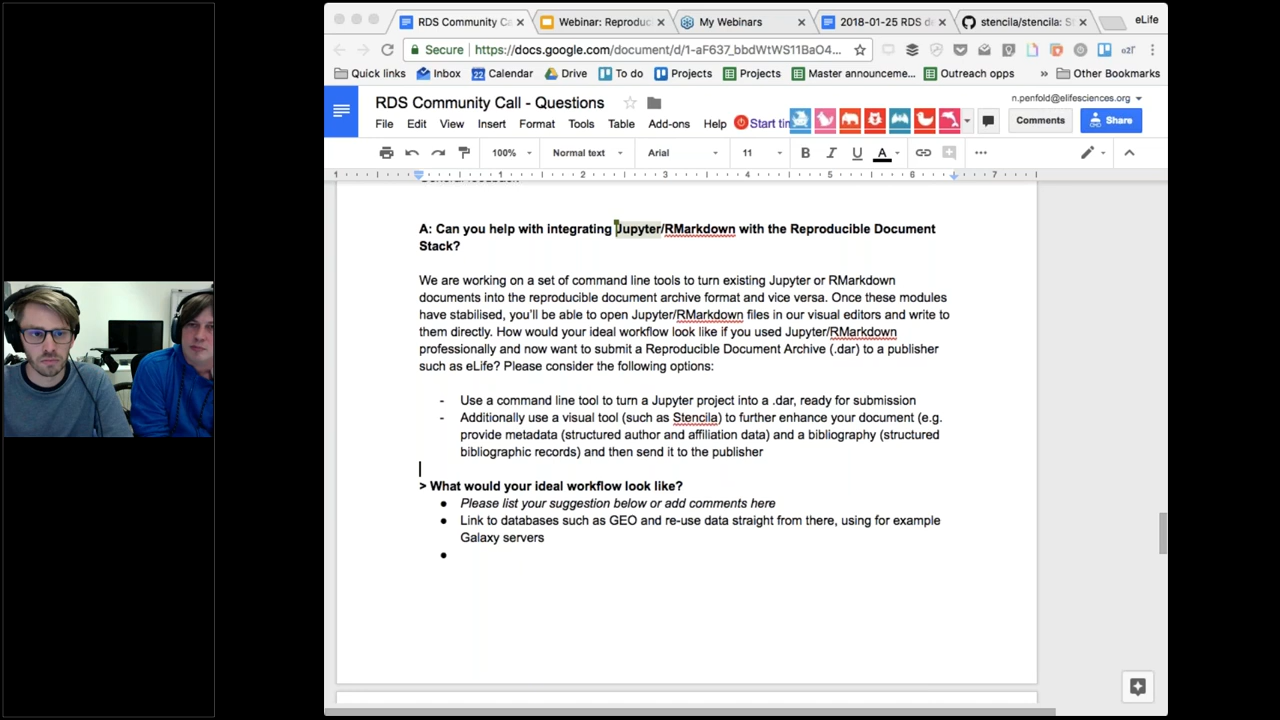 RDS Community C
Webinar: Reproduc
My Webinars
2018-01-25 RDS d
stencila/stencila: S
eLife
Secure
https://docs.google.com/document/d/1-aF637_bbdWtWS11BaO4...
Quick links
Inbox
Calendar
Drive
To do
Projects
Projects
Master announceme...
Outreach opps
»
Other Bookmarks
RDS Community Call - Questions
n.penfold@elifesciences.org
File Edit View Insert Format Tools Table Add-ons Help
Start tim
Comments
Share
100%
Normal text
Arial
11
B I U A
1 1 2 3 4 5 6 7
A: Can you help with integrating Jupyter/RMarkdown with the Reproducible Document
Stack?
We are working on a set of command line tools to turn existing Jupyter or RMarkdown
documents into the reproducible document archive format and vice versa. Once these modules
have stabilised, you'll be able to open Jupyter/RMarkdown files in our visual editors and write to
them directly. How would your ideal workflow look like if you used Jupyter/RMarkdown
professionally and now want to submit a Reproducible Document Archive (.dar) to a publisher
such as eLife? Please consider the following options:
- Use a command line tool to turn a Jupyter project into a .dar, ready for submission
- Additionally use a visual tool (such as Stencila) to further enhance your document (e.g.
provide metadata (structured author and affiliation data) and a bibliography (structured
bibliographic records) and then send it to the publisher
> What would your ideal workflow look like?
● Please list your suggestion below or add comments here
● Link to databases such as GEO and re-use data straight from there, using for example
Galaxy servers
●